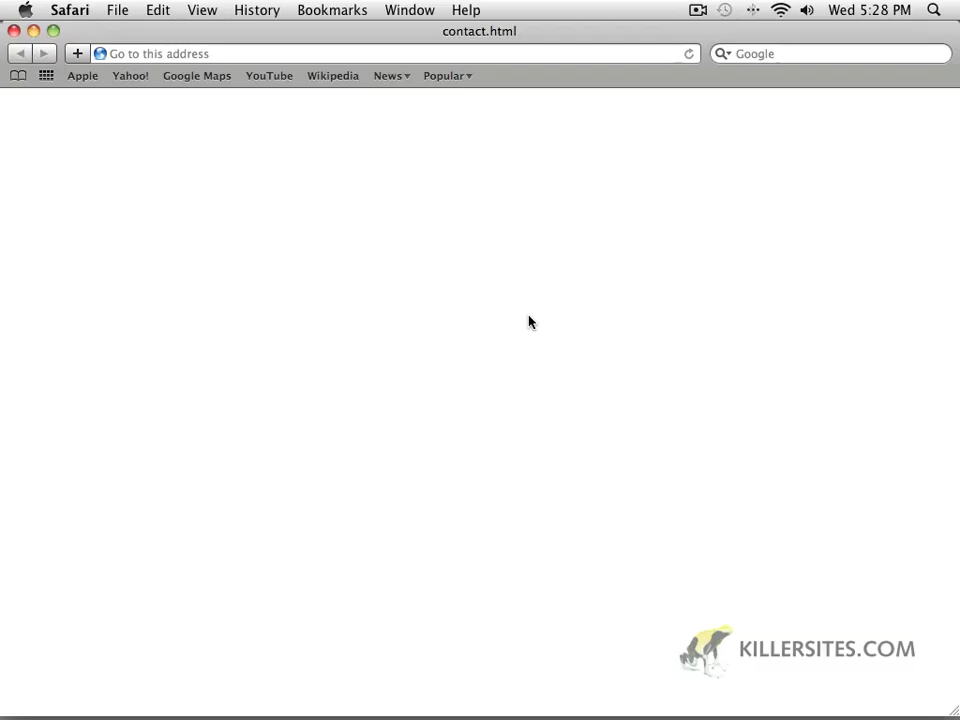 Safari File Edit View History Bookmarks Window Help Wed 5:28 PM
contact.html
Go to this address Google
Apple Yahoo! Google Maps YouTube Wikipedia News Popular
KILLERSITES.COM